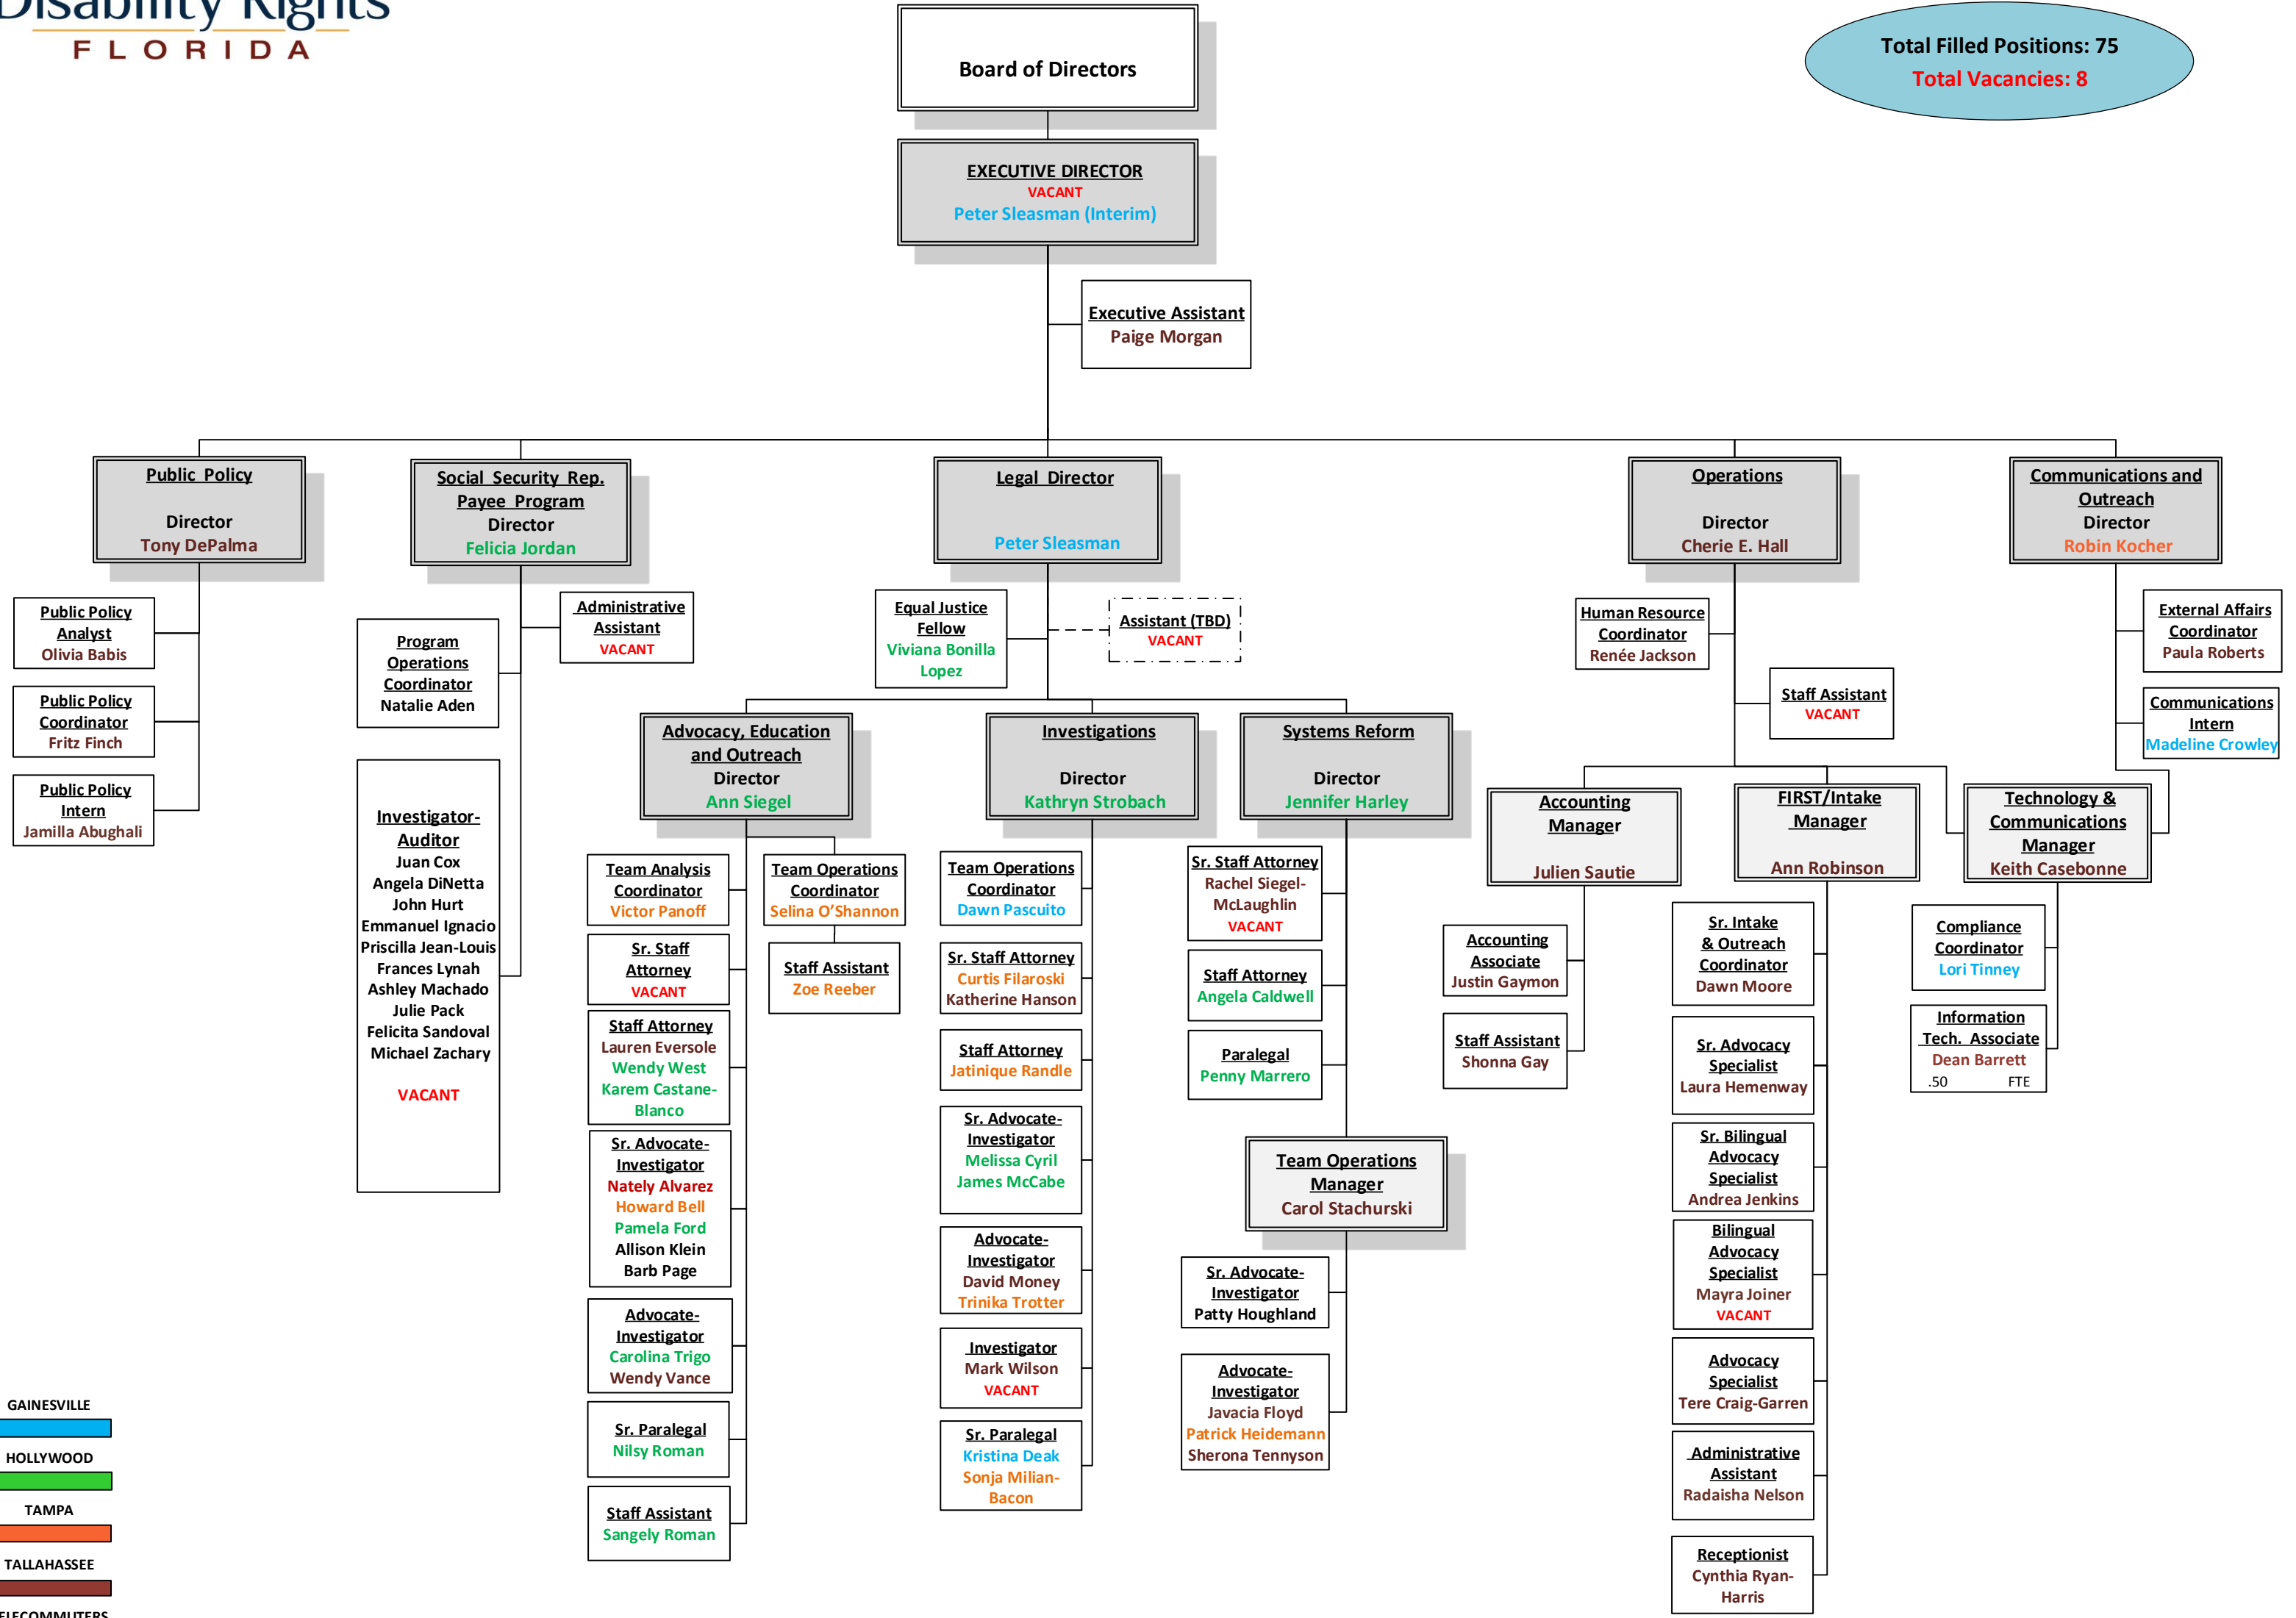 Disability Rights
FLORIDA
Total Filled Positions: 75
Total Vacancies: 8
Board of Directors
EXECUTIVE DIRECTOR
VACANT
Peter Sleasman (Interim)
Executive Assistant
Paige Morgan
Public Policy
Director
Tony DePalma
Social Security Rep.
Payee Program
Director
Felicia Jordan
Legal Director
Peter Sleasman
Operations
Director
Cherie E. Hall
Communications and
Outreach
Director
Robin Kocher
Public Policy
Analyst
Olivia Babis
Public Policy
Coordinator
Fritz Finch
Public Policy
Intern
Jamilla Abughali
Program
Operations
Coordinator
Natalie Aden
Administrative
Assistant
VACANT
Investigator-
Auditor
Juan Cox
Angela DiNetta
John Hurt
Emmanuel Ignacio
Priscilla Jean-Louis
Frances Lynah
Ashley Machado
Julie Pack
Felicita Sandoval
Michael Zachary
VACANT
Equal Justice
Fellow
Viviana Bonilla
Lopez
Assistant (TBD)
VACANT
Advocacy, Education
and Outreach
Director
Ann Siegel
Investigations
Director
Kathryn Strobach
Systems Reform
Director
Jennifer Harley
Team Analysis
Coordinator
Victor Panoff
Team Operations
Coordinator
Selina O’Shannon
Sr. Staff
Attorney
VACANT
Staff Assistant
Zoe Reeber
Staff Attorney
Lauren Eversole
Wendy West
Karem Castane-
Blanco
Sr. Advocate-
Investigator
Nately Alvarez
Howard Bell
Pamela Ford
Allison Klein
Barb Page
Advocate-
Investigator
Carolina Trigo
Wendy Vance
Sr. Paralegal
Nilsy Roman
Staff Assistant
Sangely Roman
Team Operations
Coordinator
Dawn Pascuito
Sr. Staff Attorney
Curtis Filaroski
Katherine Hanson
Staff Attorney
Jatinique Randle
Sr. Advocate-
Investigator
Melissa Cyril
James McCabe
Advocate-
Investigator
David Money
Trinika Trotter
Investigator
Mark Wilson
VACANT
Sr. Paralegal
Kristina Deak
Sonja Milian-
Bacon
Sr. Staff Attorney
Rachel Siegel-
McLaughlin
VACANT
Staff Attorney
Angela Caldwell
Paralegal
Penny Marrero
Team Operations
Manager
Carol Stachurski
Sr. Advocate-
Investigator
Patty Houghland
Advocate-
Investigator
Javacia Floyd
Patrick Heidemann
Sherona Tennyson
Human Resource
Coordinator
Renée Jackson
Staff Assistant
VACANT
Accounting
Manager
Julien Sautie
FIRST/Intake
Manager
Ann Robinson
Technology &
Communications
Manager
Keith Casebonne
Accounting
Associate
Justin Gaymon
Staff Assistant
Shonna Gay
Sr. Intake
& Outreach
Coordinator
Dawn Moore
Sr. Advocacy
Specialist
Laura Hemenway
Sr. Bilingual
Advocacy
Specialist
Andrea Jenkins
Bilingual
Advocacy
Specialist
Mayra Joiner
VACANT
Advocacy
Specialist
Tere Craig-Garren
Administrative
Assistant
Radaisha Nelson
Receptionist
Cynthia Ryan-
Harris
External Affairs
Coordinator
Paula Roberts
Communications
Intern
Madeline Crowley
Compliance
Coordinator
Lori Tinney
Information
Tech. Associate
Dean Barrett
.50 FTE
GAINESVILLE
HOLLYWOOD
TAMPA
TALLAHASSEE
ELECOMMUTERS